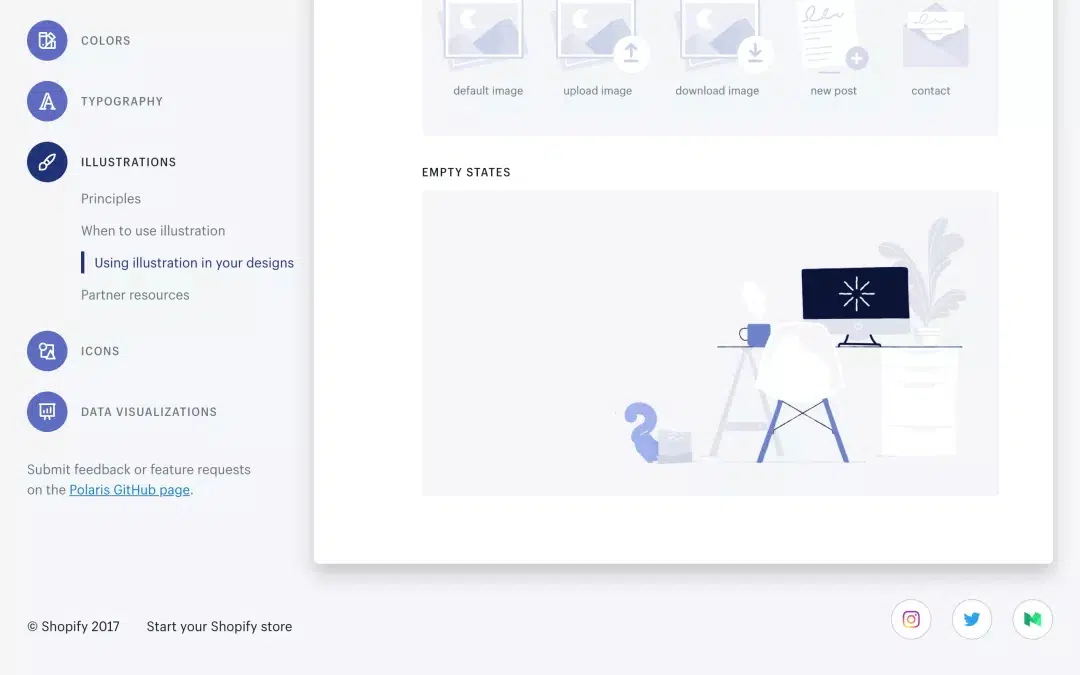 COLORS
TYPOGRAPHY
ILLUSTRATIONS
Principles
When to use illustration
Using illustration in your designs
Partner resources
ICONS
DATA VISUALIZATIONS
Submit feedback or feature requests
on the Polaris GitHub page.
default image
upload image
download image
new post
contact
EMPTY STATES
© Shopify 2017
Start your Shopify store